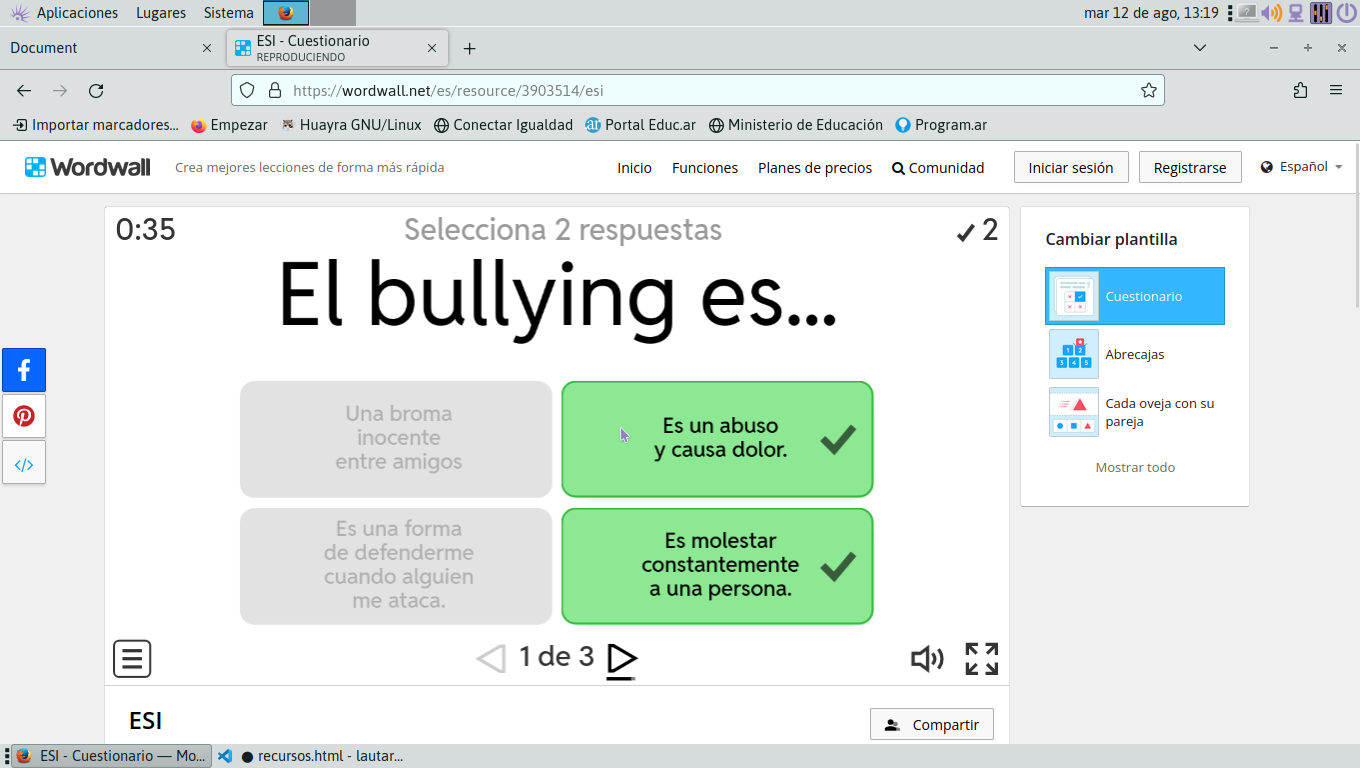 Aplicaciones Lugares Sistema mar 12 de ago, 13:19
Document ESI - Cuestionario
REPRODUCIENDO
https://wordwall.net/es/resource/3903514/esi
Importar marcadores... Empezar Huayra GNU/Linux Conectar Igualdad ar Portal Educ.ar Ministerio de Educación Program.ar
Wordwall Crea mejores lecciones de forma más rápida Inicio Funciones Planes de precios Comunidad Iniciar sesión Registrarse Español
0:35 Selecciona 2 respuestas 2
El bullying es...
Una broma
inocente
entre amigos
Es un abuso
y causa dolor.
Es una forma
de defenderme
cuando alguien
me ataca.
Es molestar
constantemente
a una persona.
1 de 3
Cambiar plantilla
Cuestionario
Abrecajas
Cada oveja con su
pareja
Mostrar todo
ESI Compartir
ESI - Cuestionario — Mo... recursos.html - lautar...